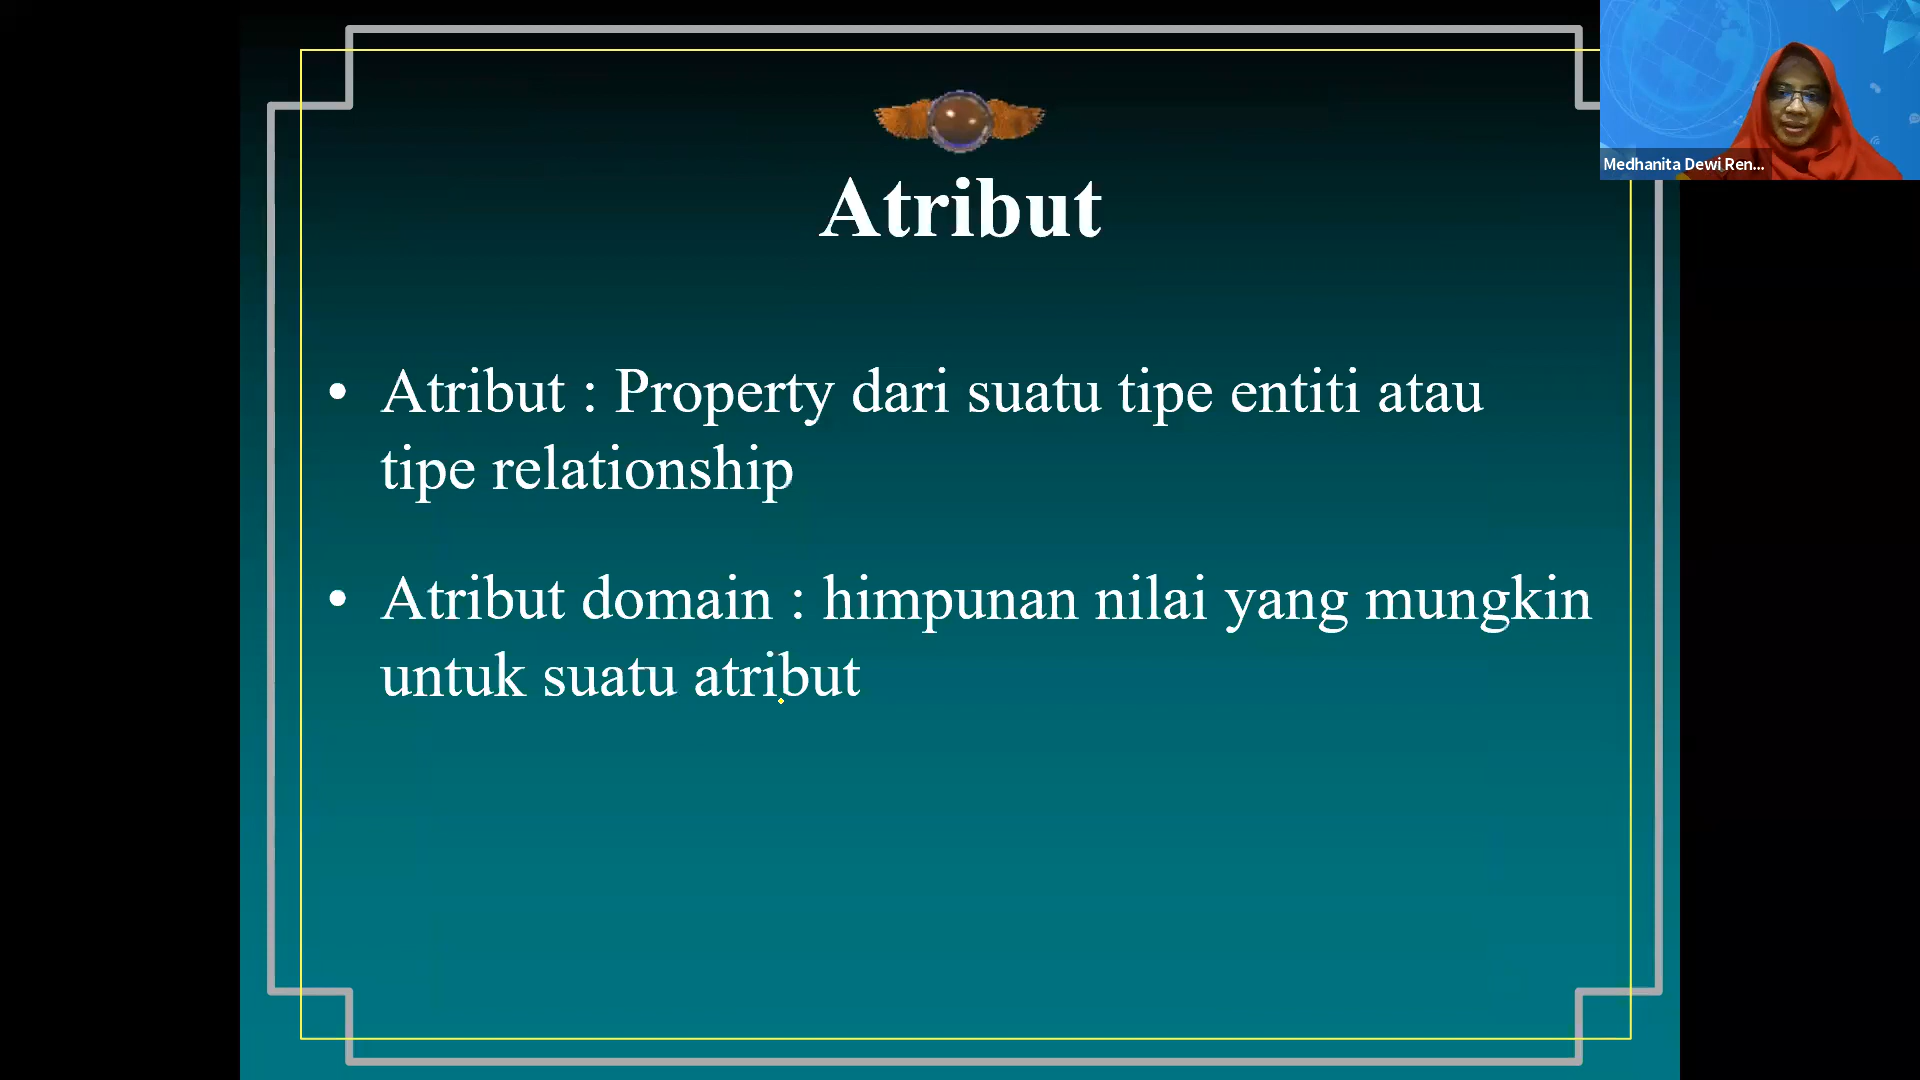 Medhanita Dewi Ren...
Atribut
• Atribut : Property dari suatu tipe entiti atau
tipe relationship
• Atribut domain : himpunan nilai yang mungkin
untuk suatu atribut